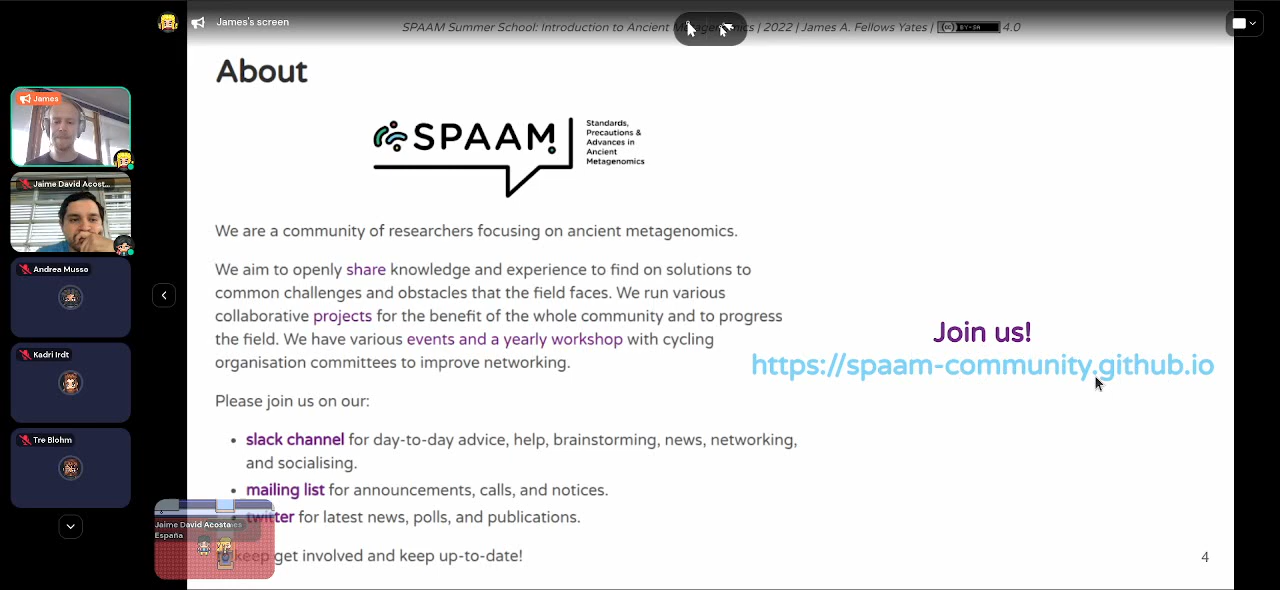 James's screen
SPAAM Summer School: Introduction to Ancient Metagenomics | 2022 | James A. Fellows Yates | (cc) BY-SA 4.0
About
James
SPAAM
Standards,
Precautions &
Advances in
Ancient
Metagenomics
Jaime David Acost...
We are a community of researchers focusing on ancient metagenomics.
Andrea Musso
We aim to openly share knowledge and experience to find on solutions to
common challenges and obstacles that the field faces. We run various
collaborative projects for the benefit of the whole community and to progress
the field. We have various events and a yearly workshop with cycling
organisation committees to improve networking.
Join us!
https://spaam-community.github.io
Kadri Irdt
Please join us on our:
Tre Blohm
slack channel for day-to-day advice, help, brainstorming, news, networking,
and socialising.
mailing list for announcements, calls, and notices.
twitter for latest news, polls, and publications.
Jaime David Acosta
España
keep get involved and keep up-to-date!
4